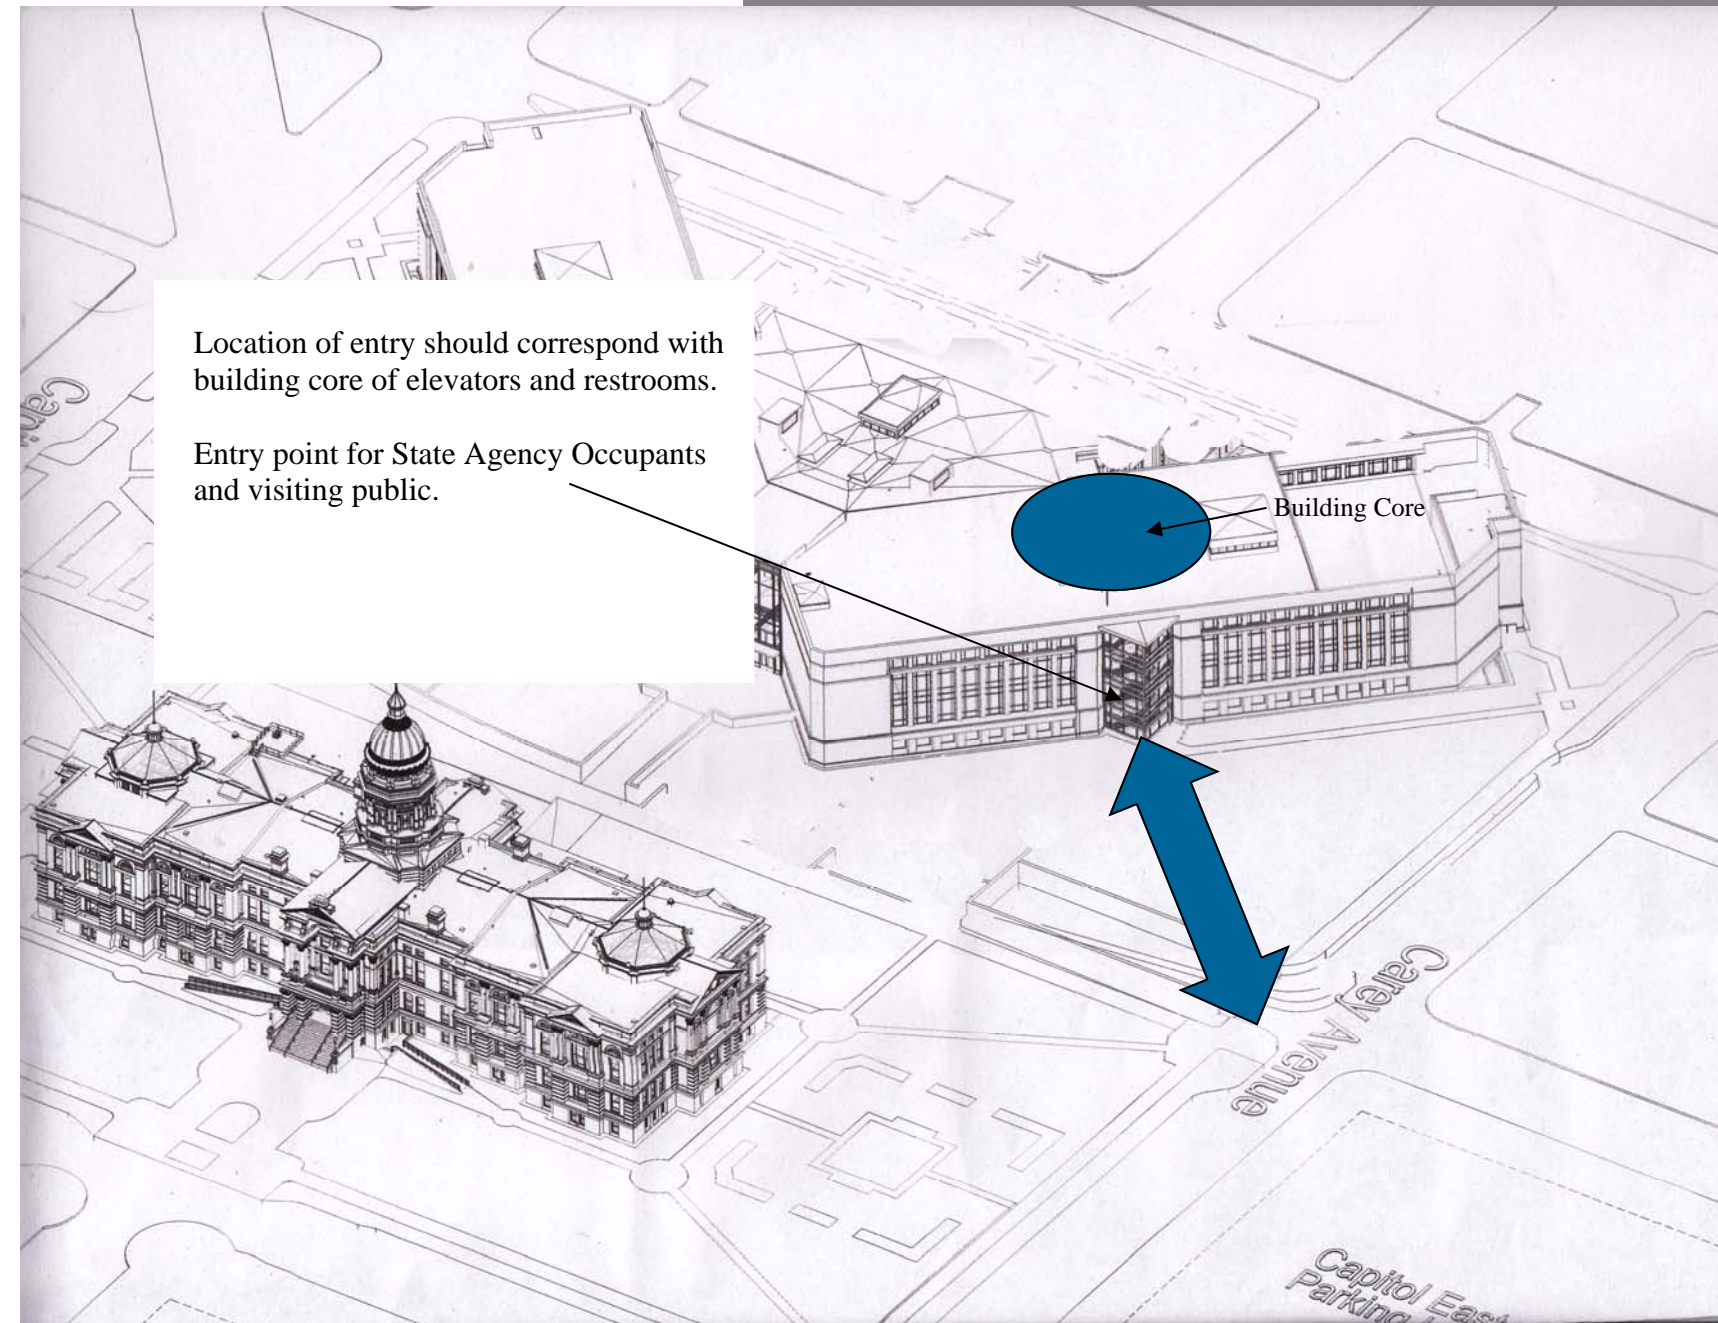 Location of entry should correspond with
building core of elevators and restrooms.
Entry point for State Agency Occupants
and visiting public.
Building Core
Carey Avenue
Capitol East
Parking